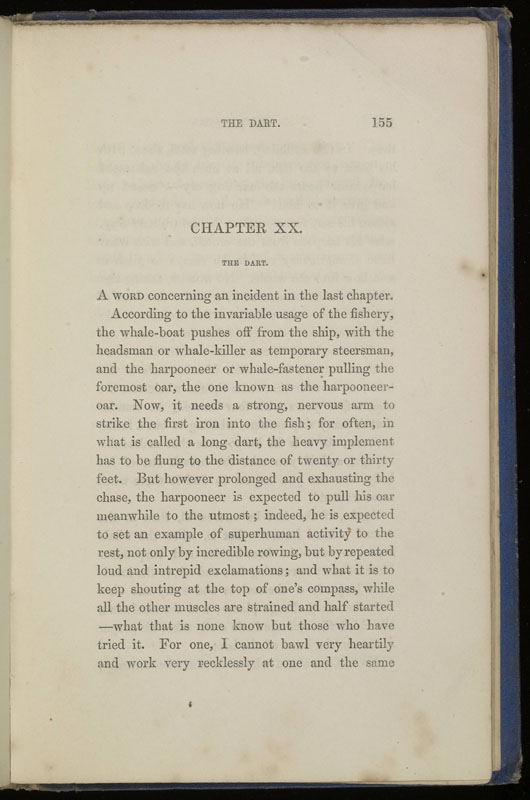 THE DART. 155
CHAPTER XX.
THE DART.
A WORD concerning an incident in the last chapter.
According to the invariable usage of the fishery,
the whale-boat pushes off from the ship, with the
headsman or whale-killer as temporary steersman,
and the harpooneer or whale-fastener pulling the
foremost oar, the one known as the harpooneer-
oar. Now, it needs a strong, nervous arm to
strike the first iron into the fish; for often, in
what is called a long dart, the heavy implement
has to be flung to the distance of twenty or thirty
feet. But however prolonged and exhausting the
chase, the harpooneer is expected to pull his oar
meanwhile to the utmost; indeed, he is expected
to set an example of superhuman activity to the
rest, not only by incredible rowing, but by repeated
loud and intrepid exclamations; and what it is to
keep shouting at the top of one's compass, while
all the other muscles are strained and half started
—what that is none know but those who have
tried it. For one, I cannot bawl very heartily
and work very recklessly at one and the same